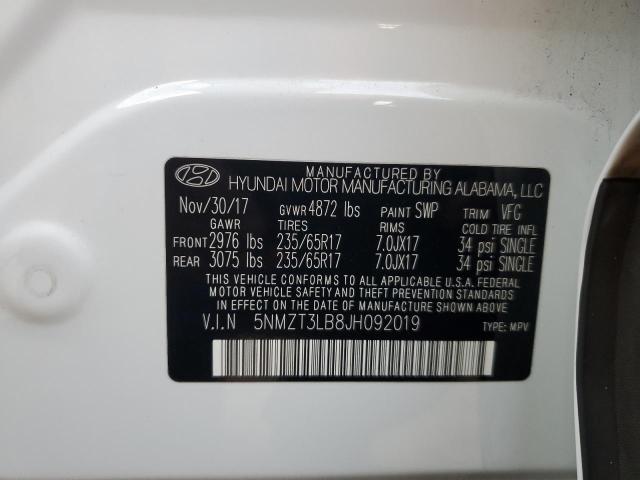 MANUFACTURED BY
HYUNDAI MOTOR MANUFACTURING ALABAMA, LLC
Nov/30/17 GVWR 4872 lbs PAINT SWP TRIM VFG
GAWR TIRES RIMS COLD TIRE INFL
FRONT 2976 lbs 235/65R17 7.0JX17 34 psi SINGLE
REAR 3075 lbs 235/65R17 7.0JX17 34 psi SINGLE
THIS VEHICLE CONFORMS TO ALL APPLICABLE U.S.A. FEDERAL
MOTOR VEHICLE SAFETY AND THEFT PREVENTION STANDARDS
IN EFFECT ON THE DATE OF MANUFACTURE SHOWN ABOVE.
V.I.N 5NMZT3LB8JH092019 TYPE: MPV